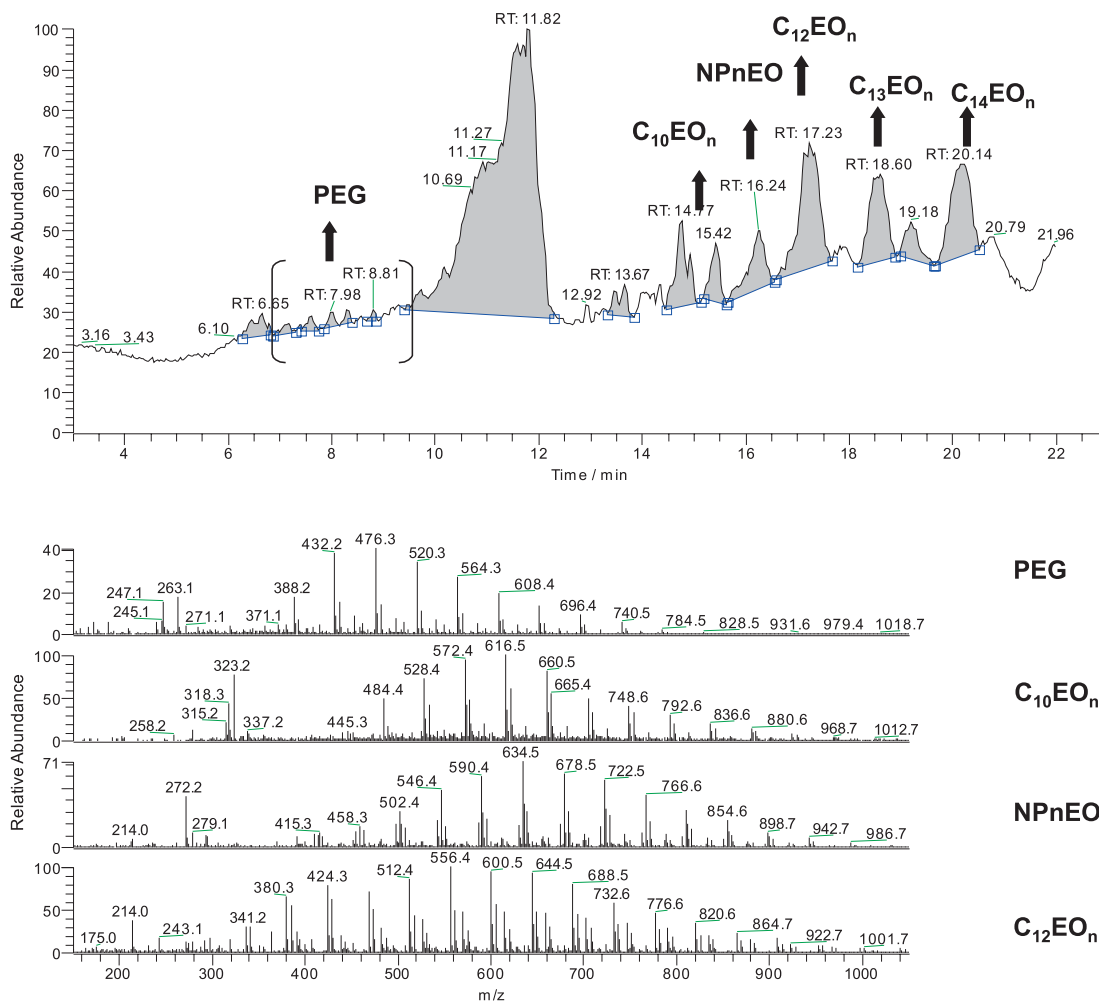 RT: 11.82
C12EOn
NPnEO
C13EOn
C14EOn
C10EOn
PEG
11.27
11.17
10.69
RT: 17.23
RT: 18.60
RT: 20.14
RT: 16.24
RT: 14.77
15.42
19.18
20.79
21.96
RT: 8.81
RT: 7.98
RT: 6.65
RT: 13.67
12.92
6.10
3.16
3.43
Relative Abundance
100
90
80
70
60
50
40
30
20
10
0
4 6 8 10 12 14 16 18 20 22
Time / min
PEG
40
20
0
247.1 263.1 245.1 271.1 371.1 388.2 432.2 476.3 520.3 564.3 608.4 696.4 740.5 784.5 828.5 931.6 979.4 1018.7
C10EOn
100
50
0
258.2 318.3 315.2 323.2 337.2 445.3 484.4 528.4 572.4 616.5 660.5 665.4 748.6 792.6 836.6 880.6 968.7 1012.7
Relative Abundance
NPnEO
71
0
214.0 272.2 279.1 415.3 458.3 502.4 546.4 590.4 634.5 678.5 722.5 766.6 854.6 898.7 942.7 986.7
C12EOn
100
50
0
175.0 214.0 243.1 341.2 380.3 424.3 512.4 556.4 600.5 644.5 688.5 732.6 776.6 820.6 864.7 922.7 1001.7
200 300 400 500 600 700 800 900 1000
m/z